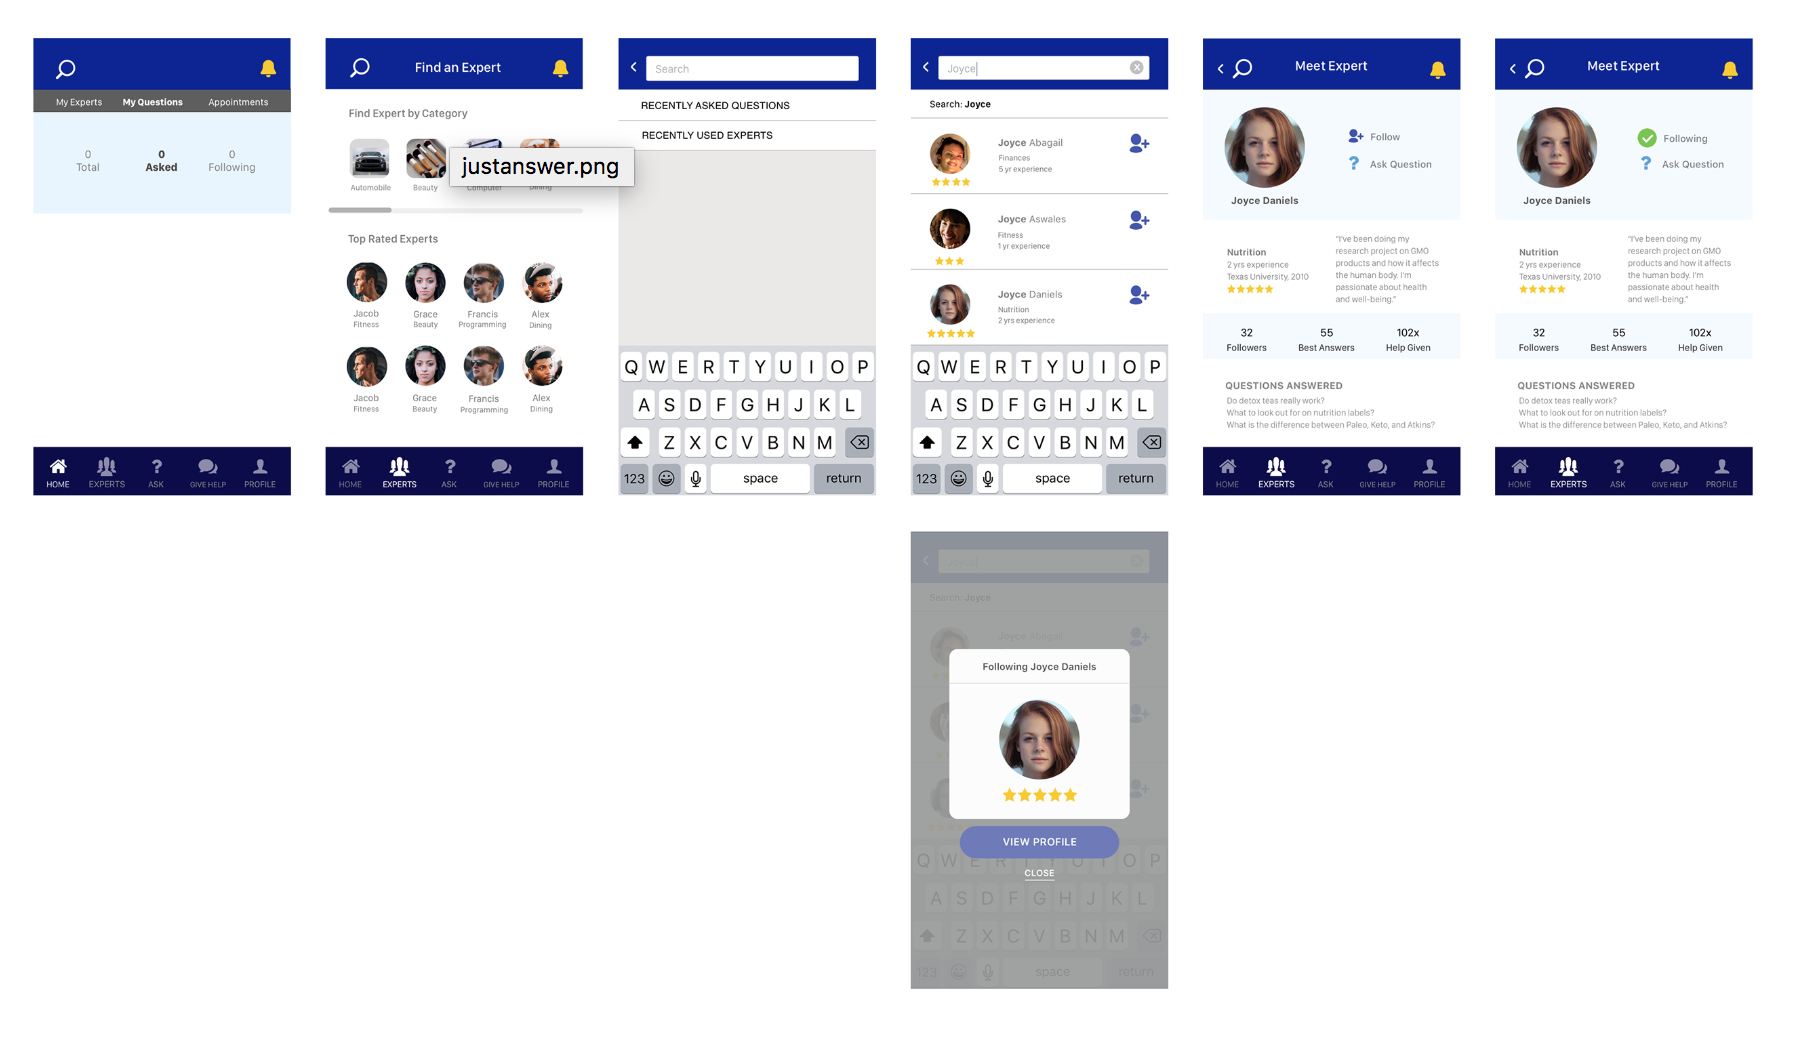 My Experts My Questions Appointments
0 0 0
Total Asked Following
HOME EXPERTS ASK GIVE HELP PROFILE
Find an Expert
Find Expert by Category
Automobile Beauty Computer Dining
justanswer.png
Top Rated Experts
Jacob Grace Francis Alex
Fitness Beauty Programming Dining
Jacob Grace Francis Alex
Fitness Beauty Programming Dining
HOME EXPERTS ASK GIVE HELP PROFILE
Search
RECENTLY ASKED QUESTIONS
RECENTLY USED EXPERTS
Q W E R T Y U I O P
A S D F G H J K L
Z X C V B N M
123 space return
Joyce
Search: Joyce
Joyce Abagail
Finances
5 yr experience
Joyce Aswales
Fitness
1 yr experience
Joyce Daniels
Nutrition
2 yrs experience
Q W E R T Y U I O P
A S D F G H J K L
Z X C V B N M
123 space return
Meet Expert
Follow
? Ask Question
Joyce Daniels
Nutrition
2 yrs experience
Texas University, 2010
"I've been doing my
research project on GMO
products and how it affects
the human body. I'm
passionate about health
and well-being."
32 55 102x
Followers Best Answers Help Given
QUESTIONS ANSWERED
Do detox teas really work?
What to look out for on nutrition labels?
What is the difference between Paleo, Keto, and Atkins?
HOME EXPERTS ASK GIVE HELP PROFILE
Meet Expert
Following
? Ask Question
Joyce Daniels
Nutrition
2 yrs experience
Texas University, 2010
"I've been doing my
research project on GMO
products and how it affects
the human body. I'm
passionate about health
and well-being."
32 55 102x
Followers Best Answers Help Given
QUESTIONS ANSWERED
Do detox teas really work?
What to look out for on nutrition labels?
What is the difference between Paleo, Keto, and Atkins?
HOME EXPERTS ASK GIVE HELP PROFILE
Search: Joyce
Joyce Abagail
Following Joyce Daniels
VIEW PROFILE
CLOSE
Q W E R T Y U I O P
A S D F G H J K L
Z X C V B N M
123 space return